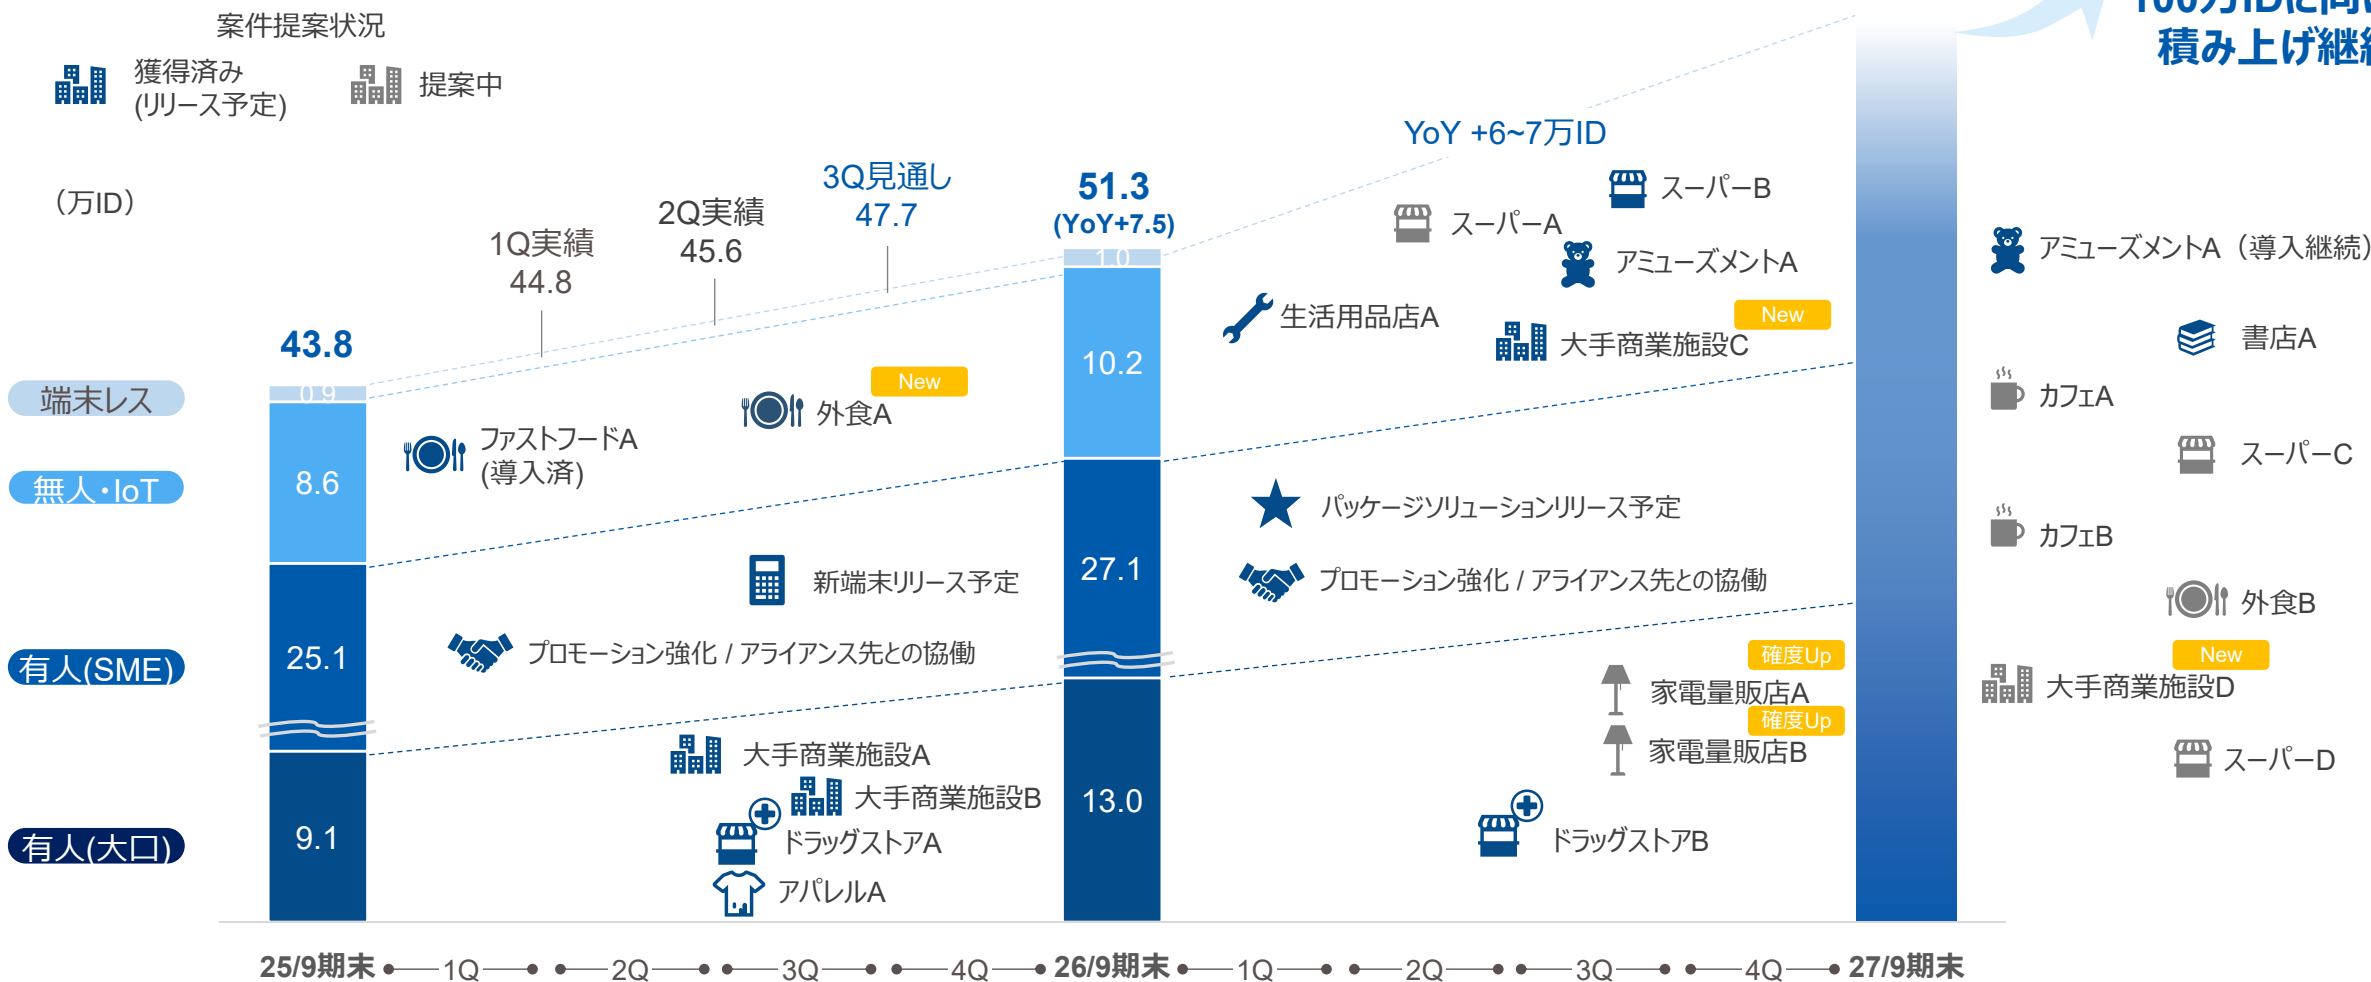 案件提案状況
獲得済み
(リリース予定)
提案中
積み上げ継
(万ID)
YoY +6~7万ID
3Q見通し
47.7
2Q実績
45.6
1Q実績
44.8
51.3
(YoY+7.5)
43.8
端末レス
無人・IoT
有人(SME)
有人(大口)
0.9
8.6
25.1
9.1
1.0
10.2
27.1
13.0
ファストフードA
(導入済)
New
外食A
新端末リリース予定
プロモーション強化 / アライアンス先との協働
大手商業施設A
大手商業施設B
ドラッグストアA
アパレルA
スーパーB
スーパーA
アミューズメントA
生活用品店A
New
大手商業施設C
パッケージソリューションリリース予定
プロモーション強化 / アライアンス先との協働
確度Up
家電量販店A
確度Up
家電量販店B
ドラッグストアB
アミューズメントA(導入継続)
書店A
カフェA
スーパーC
カフェB
外食B
New
大手商業施設D
スーパーD
25/9期末 1Q 2Q 3Q 4Q 26/9期末 1Q 2Q 3Q 4Q 27/9期末